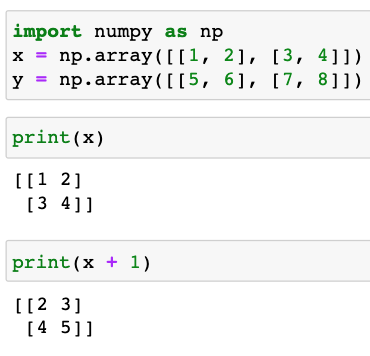 import numpy as np
x = np.array([[1, 2], [3, 4]])
y = np.array([[5, 6], [7, 8]])
print(x)
[[1 2]
 [3 4]]
print(x + 1)
[[2 3]
 [4 5]]